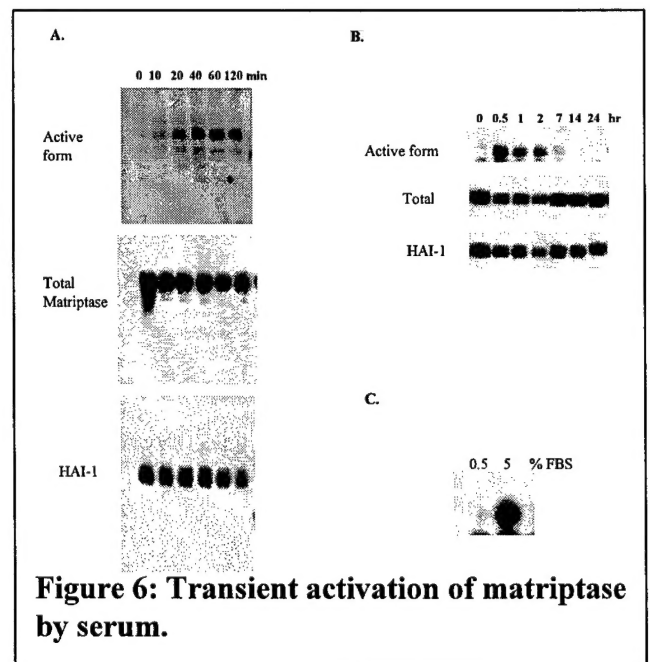 A.
0 10 20 40 60 120 min
Active
form
Total
Matriptase
HAI-1
B.
0 0.5 1 2 7 14 24 hr
Active form
Total
HAI-1
C.
0.5 5 % FBS
Figure 6: Transient activation of matriptase
by serum.